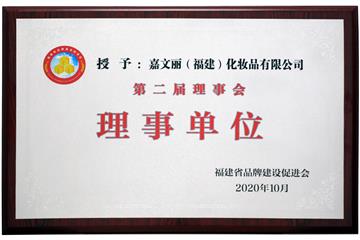 授予：嘉文丽（福建）化妆品有限公司
第二届理事会
理事单位
福建省品牌建设促进会
2020年10月